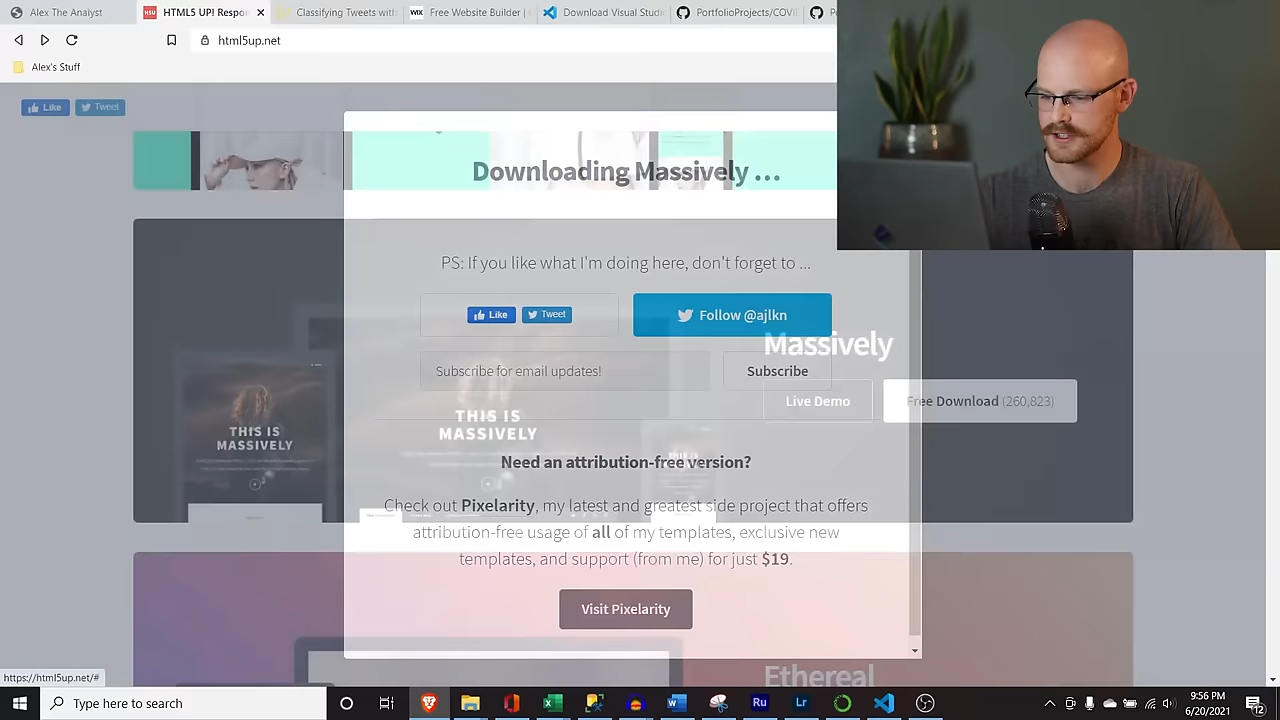 Alex The Analyst
HTML5 UP! Respon
Classifying Tweets with
WIX
Free Website Builder |
Download Visual Studi
PortfolioProjects/COVI
html5up.net
Alex's Stuff
Like
Tweet
Downloading Massively ...
PS: If you like what I'm doing here, don't forget to ...
Like
Tweet
Follow @ajlkn
Massively
Subscribe for email updates!
Subscribe
Live Demo
Free Download (260,823)
THIS IS
MASSIVELY
THIS IS
MASSIVELY
Need an attribution-free version?
Check out Pixelarity, my latest and greatest side project that offers
attribution-free usage of all of my templates, exclusive new
templates, and support (from me) for just $19.
Visit Pixelarity
Ethereal
https://html5up.net/#
Type here to search
Ru
Lr
9:56 PM
6/20/2021